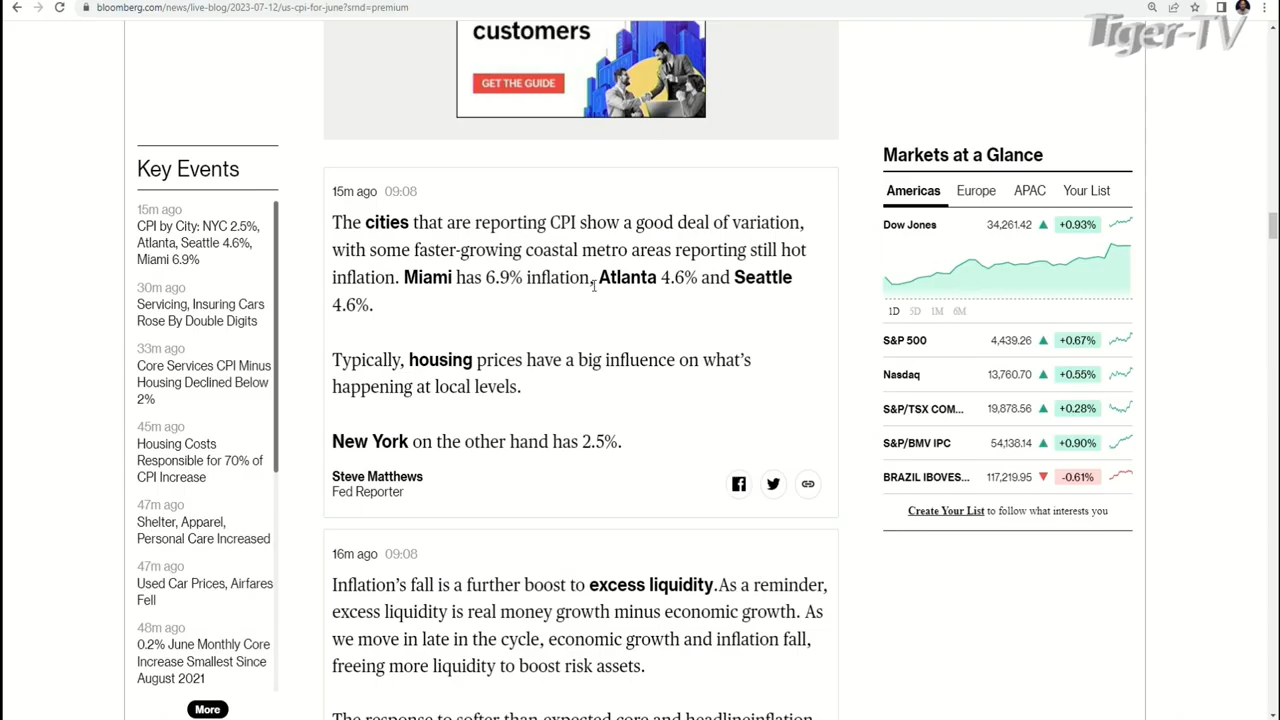 bloomberg.com/news/live-blog/2023-07-12/us-cpi-for-june?srnd=premium
Tiger-TV
customers
GET THE GUIDE
Key Events
15m ago
CPI by City: NYC 2.5%,
Atlanta, Seattle 4.6%,
Miami 6.9%
30m ago
Servicing, Insuring Cars
Rose By Double Digits
33m ago
Core Services CPI Minus
Housing Declined Below
2%
45m ago
Housing Costs
Responsible for 70% of
CPI Increase
47m ago
Shelter, Apparel,
Personal Care Increased
47m ago
Used Car Prices, Airfares
Fell
48m ago
0.2% June Monthly Core
Increase Smallest Since
August 2021
More
15m ago 09:08
The cities that are reporting CPI show a good deal of variation,
with some faster-growing coastal metro areas reporting still hot
inflation. Miami has 6.9% inflation, Atlanta 4.6% and Seattle
4.6%.
Typically, housing prices have a big influence on what's
happening at local levels.
New York on the other hand has 2.5%.
Steve Matthews
Fed Reporter
16m ago 09:08
Inflation's fall is a further boost to excess liquidity.As a reminder,
excess liquidity is real money growth minus economic growth. As
we move in late in the cycle, economic growth and inflation fall,
freeing more liquidity to boost risk assets.
The response to softer than expected core and headlineinflation
Markets at a Glance
Americas Europe APAC Your List
Dow Jones 34,261.42 +0.93%
1D 5D 1M 6M
S&P 500 4,439.26 +0.67%
Nasdaq 13,760.70 +0.55%
S&P/TSX COM... 19,878.56 +0.28%
S&P/BMV IPC 54,138.14 +0.90%
BRAZIL IBOVES... 117,219.95 -0.61%
Create Your List to follow what interests you